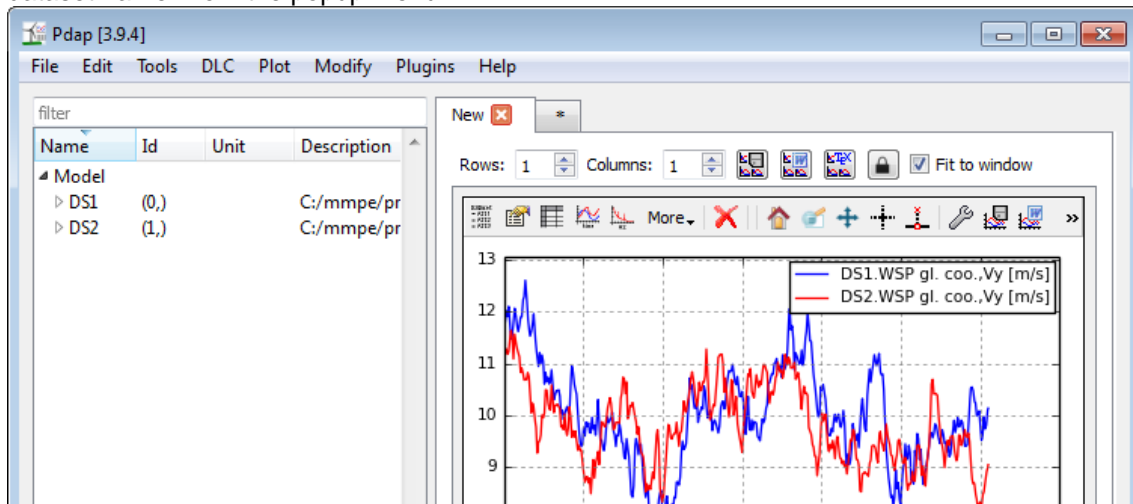 Pdap [3.9.4]
File Edit Tools DLC Plot Modify Plugins Help
filter
Name Id Unit Description
Model
DS1 (0,) C:/mmpe/pr
DS2 (1,) C:/mmpe/pr
New *
Rows: 1 Columns: 1 Fit to window
More
»
DS1.WSP gl. coo.,Vy [m/s]
DS2.WSP gl. coo.,Vy [m/s]
13
12
11
10
9